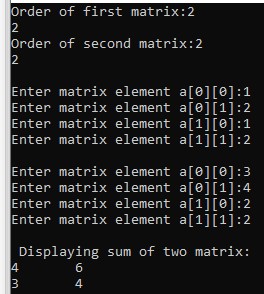 Order of first matrix:2
2
Order of second matrix:2
2
Enter matrix element a[0][0]:1
Enter matrix element a[0][1]:2
Enter matrix element a[1][0]:1
Enter matrix element a[1][1]:2
Enter matrix element a[0][0]:3
Enter matrix element a[0][1]:4
Enter matrix element a[1][0]:2
Enter matrix element a[1][1]:2
Displaying sum of two matrix:
4 6
3 4